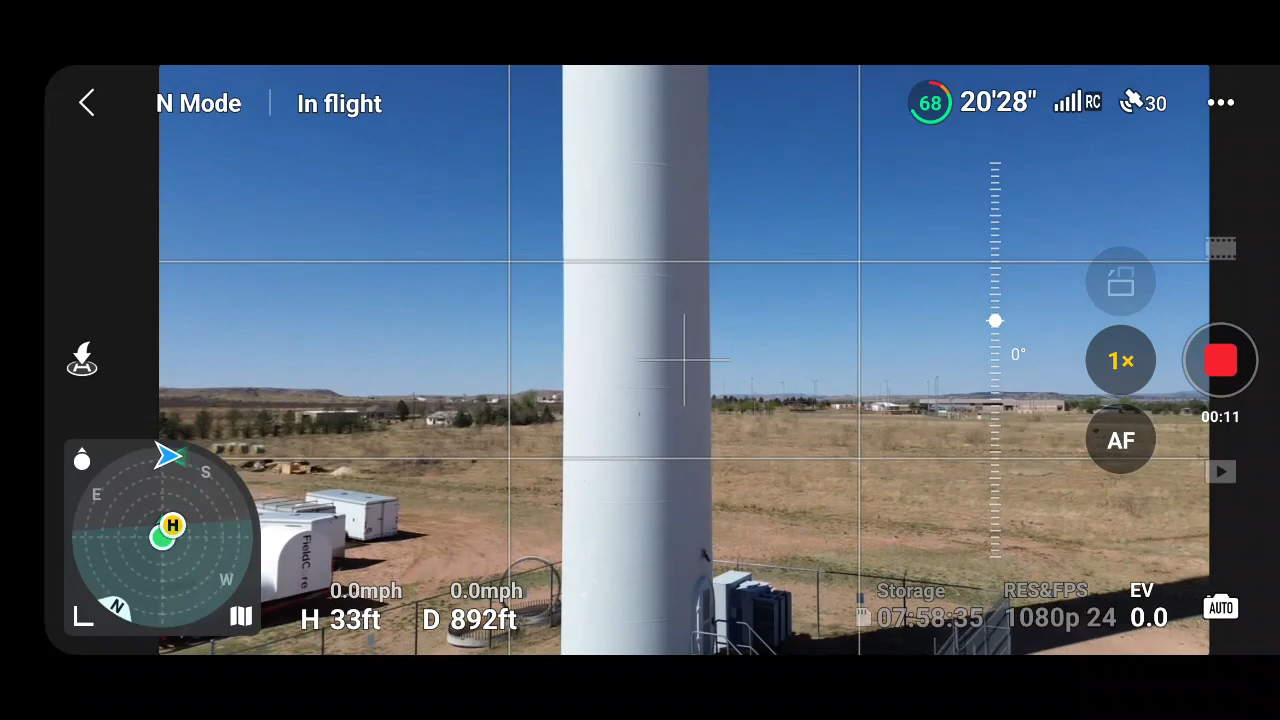 N Mode
In flight
68
20'28"
RC
30
0°
1×
00:11
AF
S
E
H
W
N
FieldCore
0.0mph
0.0mph
H 33ft
D 892ft
Storage
07:58:35
RES&FPS
1080p 24
EV
0.0
AUTO